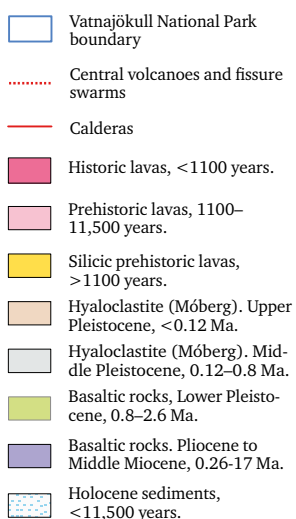 Vatnajökull National Park
boundary
Central volcanoes and fissure
swarms
Calderas
Historic lavas, <1100 years.
Prehistoric lavas, 1100–
11,500 years.
Silicic prehistoric lavas,
>1100 years.
Hyaloclastite (Móberg). Upper
Pleistocene, <0.12 Ma.
Hyaloclastite (Móberg). Mid-
dle Pleistocene, 0.12–0.8 Ma.
Basaltic rocks, Lower Pleisto-
cene, 0.8–2.6 Ma.
Basaltic rocks. Pliocene to
Middle Miocene, 0.26-17 Ma.
Holocene sediments,
<11,500 years.